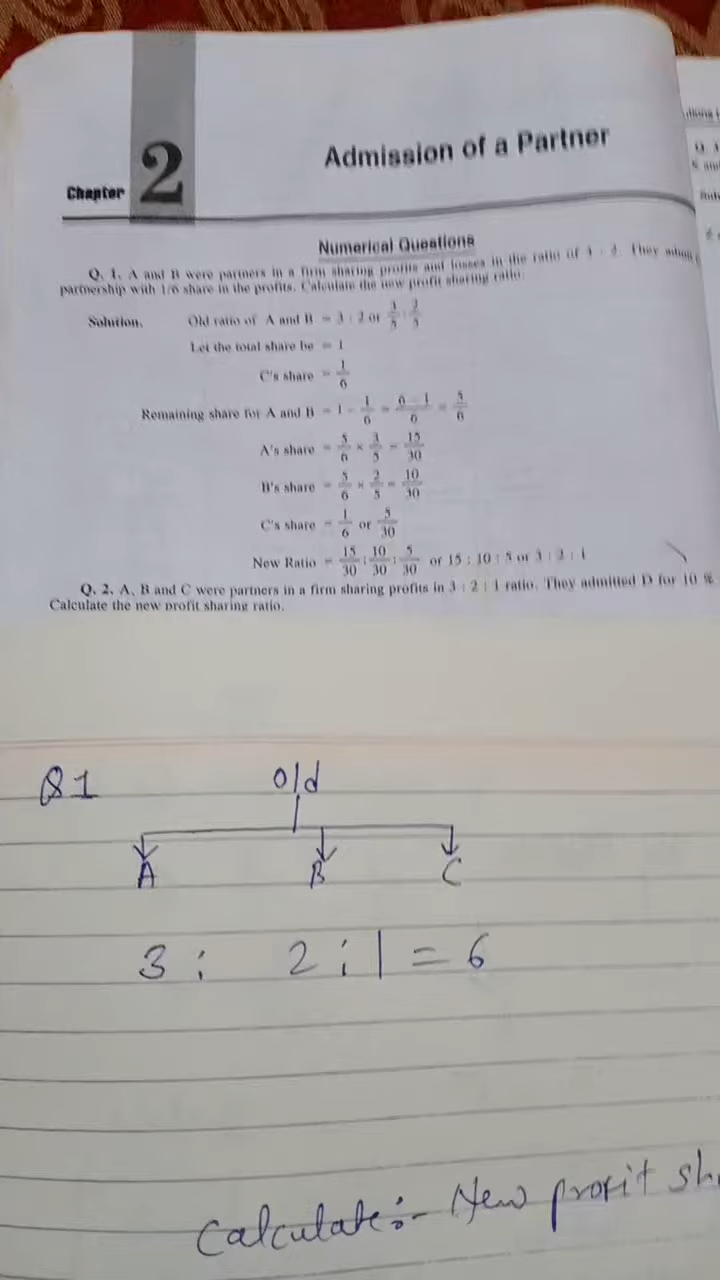 Chapter 2
Admission of a Partner
Numerical Questions
Q. 1. A and B were partners in a firm sharing profits and losses in the ratio of They
partnership with 1/6 share in the profits. Calculate the new profit sharing ratio.
Solution. Old ratio of A and B = 3 : 2 or 3/5 : 2/5
Let the total share be = 1
C's share = 1/6
Remaining share for A and B = 1 - 1/6 = 6 - 1/6 = 5/6
A's share = 5/6 × 3/5 = 15/30
B's share = 5/6 × 2/5 = 10/30
C's share = 1/6 or 5/30
New Ratio = 15/30 : 10/30 : 5/30 or 15 : 10 : 5 or 3 : 2 : 1
Q. 2. A, B and C were partners in a firm sharing profits in 3 : 2 : 1 ratio. They admitted D for 10 %
Calculate the new profit sharing ratio.
Q1 old
A B C
3 : 2 : 1 = 6
Calculate :- New profit sh